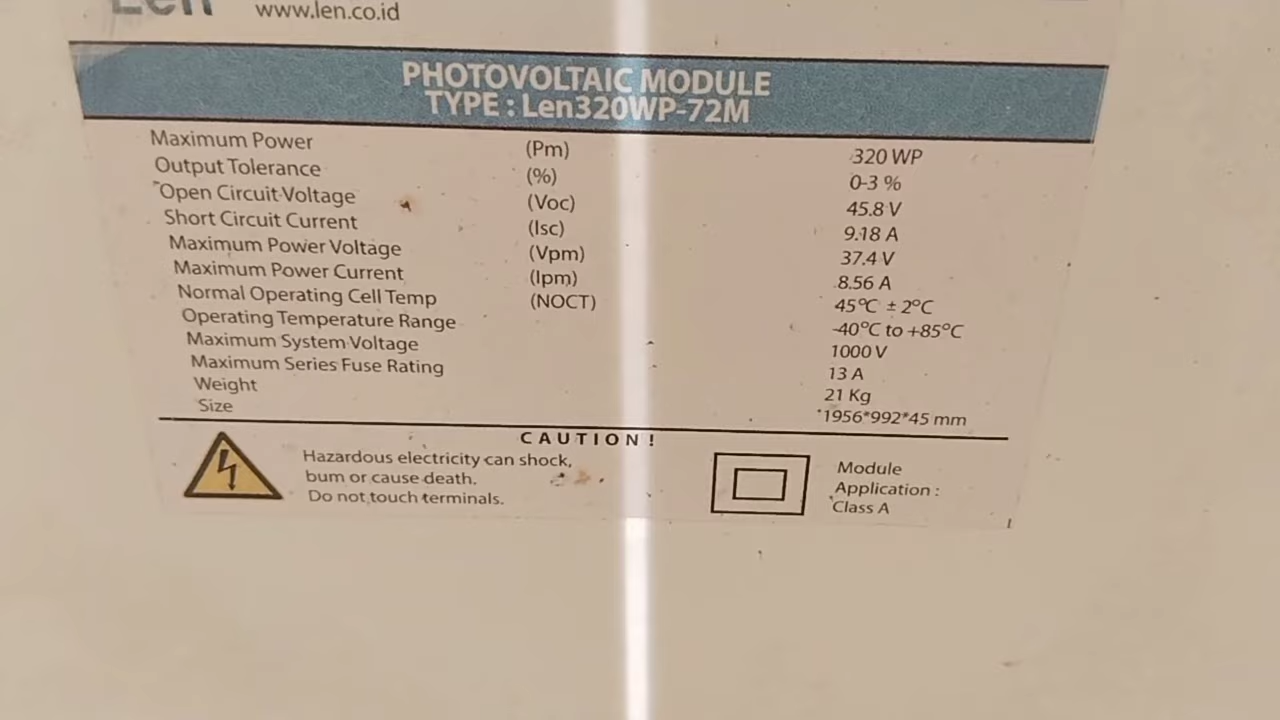 Len
www.len.co.id
PHOTOVOLTAIC MODULE
TYPE : Len320WP-72M
Maximum Power (Pm) 320 WP
Output Tolerance (%) 0-3 %
Open Circuit Voltage (Voc) 45.8 V
Short Circuit Current (Isc) 9.18 A
Maximum Power Voltage (Vpm) 37.4 V
Maximum Power Current (Ipm) 8.56 A
Normal Operating Cell Temp (NOCT) 45°C ± 2°C
Operating Temperature Range -40°C to +85°C
Maximum System Voltage 1000 V
Maximum Series Fuse Rating 13 A
Weight 21 Kg
Size 1956*992*45 mm
CAUTION !
Hazardous electricity can shock,
bum or cause death.
Do not touch terminals.
Module
Application :
Class A